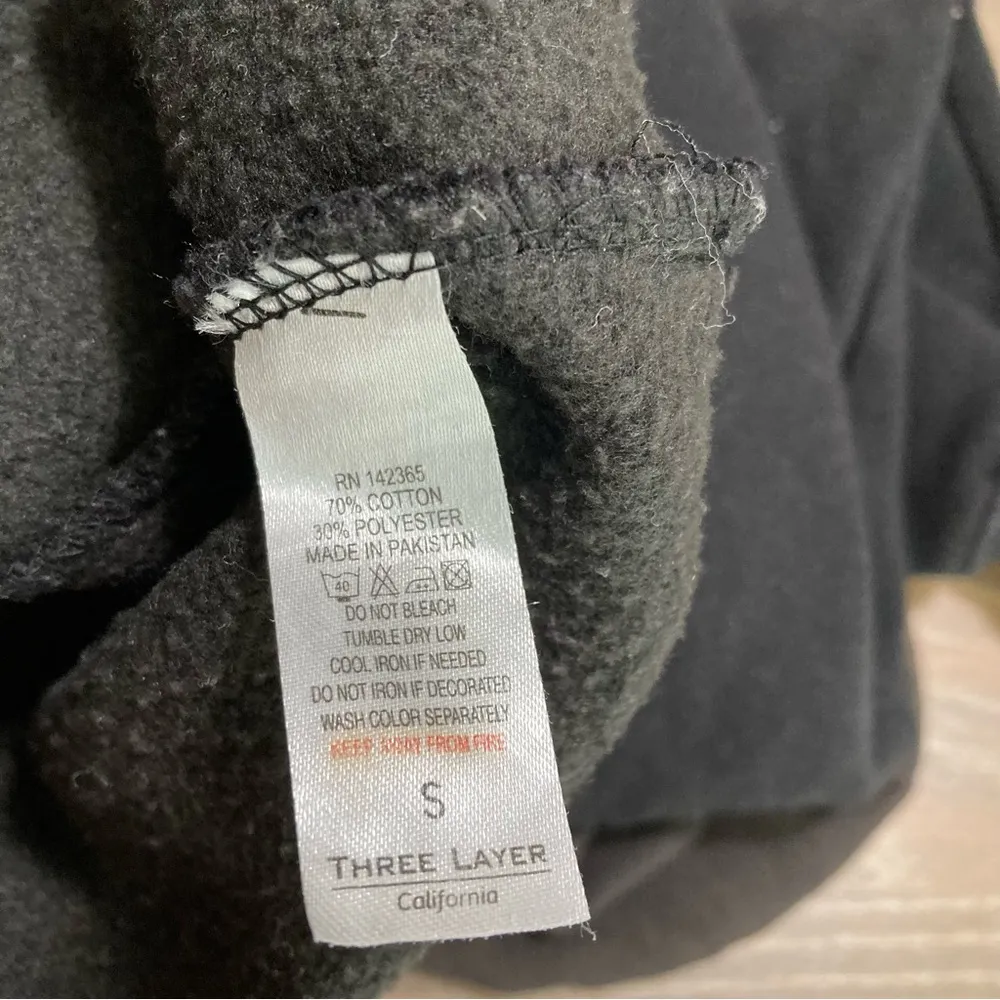 RN 142365
70% COTTON
30% POLYESTER
MADE IN PAKISTAN
40
DO NOT BLEACH
TUMBLE DRY LOW
COOL IRON IF NEEDED
DO NOT IRON IF DECORATED
WASH COLOR SEPARATELY
KEEP AWAY FROM FIRE
S
THREE LAYER
California